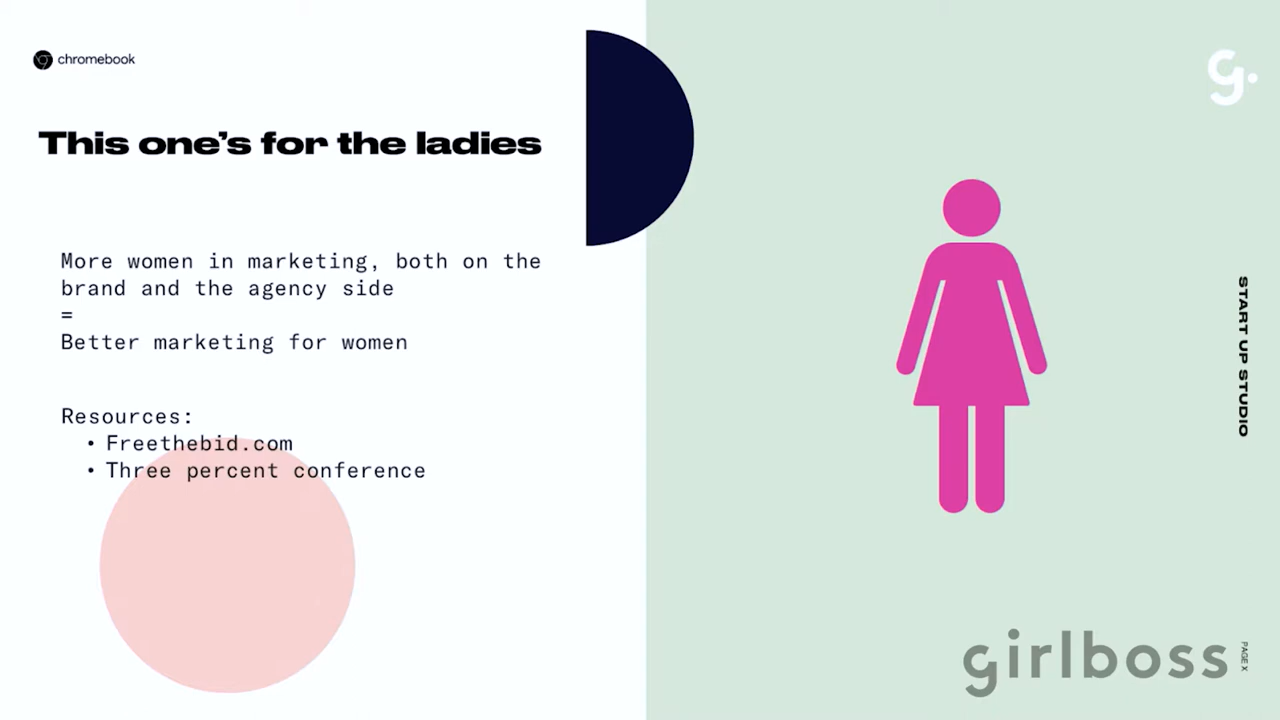 chromebook
g.
This one's for the ladies
More women in marketing, both on the
brand and the agency side
=
Better marketing for women
Resources:
• Freethebid.com
• Three percent conference
START UP STUDIO
girlboss
PAGE X